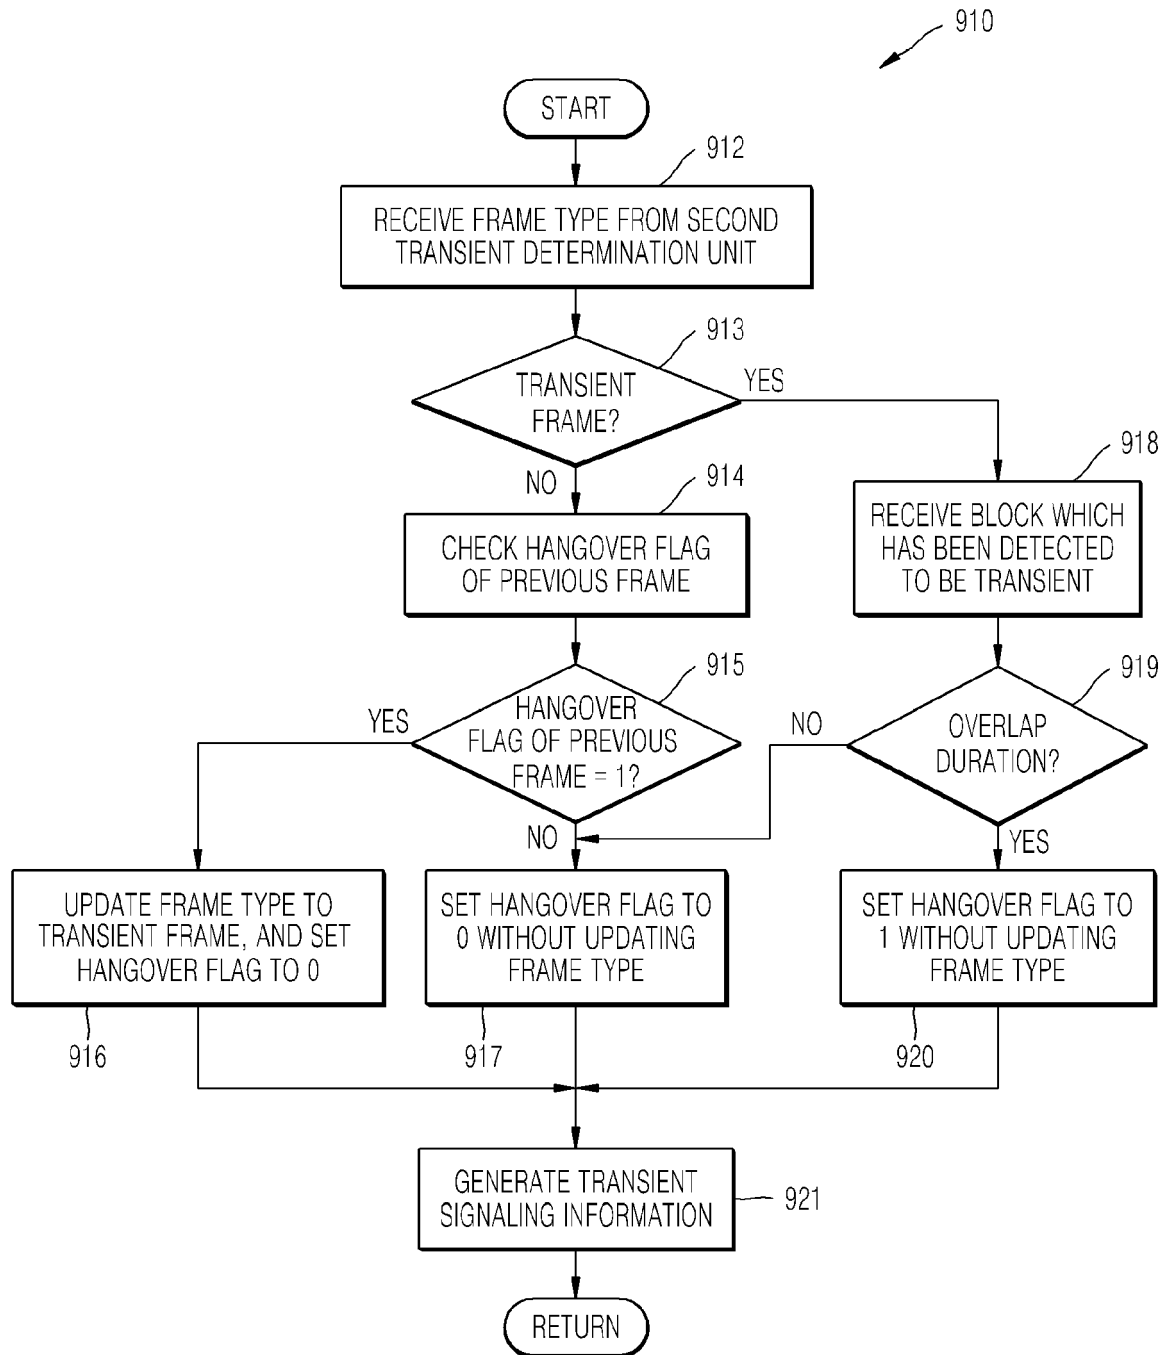 910
START
912
RECEIVE FRAME TYPE FROM SECOND
TRANSIENT DETERMINATION UNIT
913
TRANSIENT
FRAME?
YES
NO
914
CHECK HANGOVER FLAG
OF PREVIOUS FRAME
918
RECEIVE BLOCK WHICH
HAS BEEN DETECTED
TO BE TRANSIENT
915
HANGOVER
FLAG OF PREVIOUS
FRAME = 1?
YES
NO
919
OVERLAP
DURATION?
NO
YES
UPDATE FRAME TYPE TO
TRANSIENT FRAME, AND SET
HANGOVER FLAG TO 0
916
SET HANGOVER FLAG TO
0 WITHOUT UPDATING
FRAME TYPE
917
SET HANGOVER FLAG TO
1 WITHOUT UPDATING
FRAME TYPE
920
GENERATE TRANSIENT
SIGNALING INFORMATION
921
RETURN